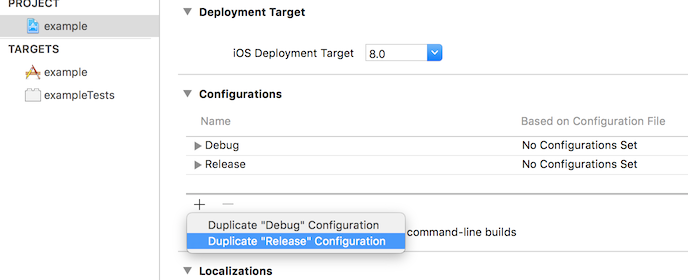 PROJECT
example
TARGETS
example
exampleTests
Deployment Target
iOS Deployment Target 8.0
Configurations
Name Based on Configuration File
Debug No Configurations Set
Release No Configurations Set
+ −
Duplicate "Debug" Configuration
Duplicate "Release" Configuration command-line builds
Localizations